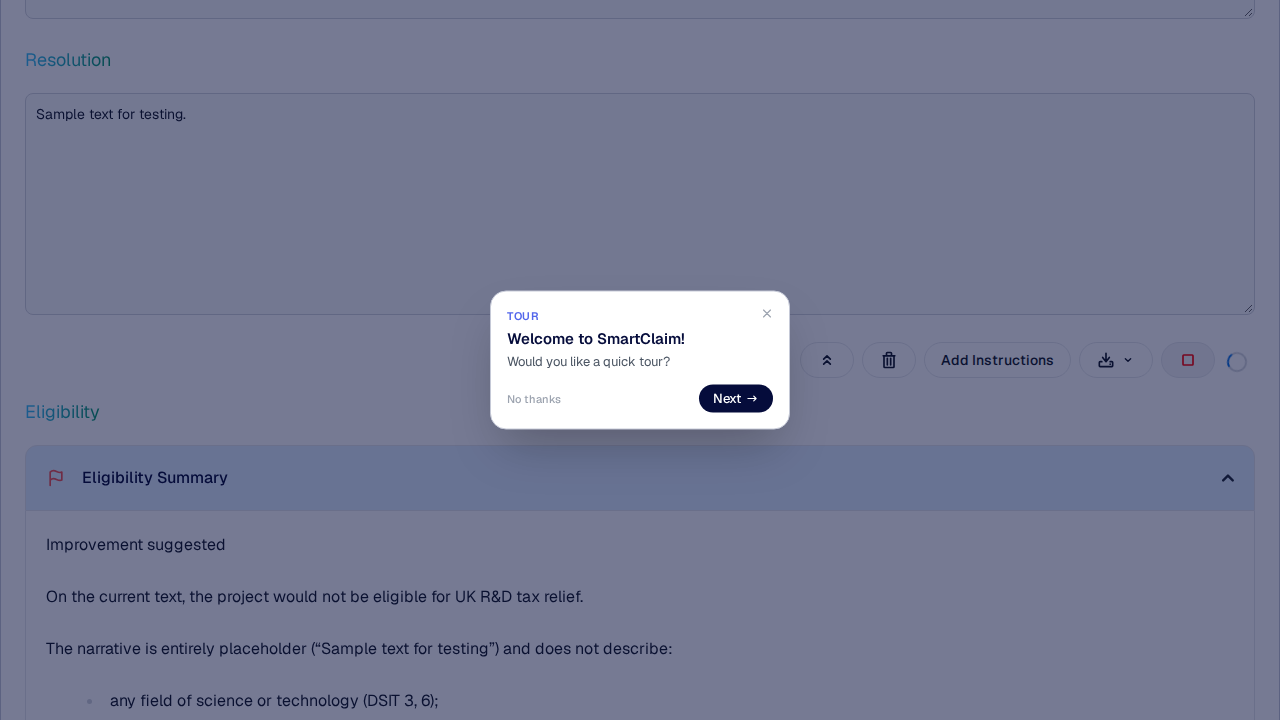 Resolution
Sample text for testing.
TOUR
Welcome to SmartClaim!
Would you like a quick tour?
No thanks
Next →
Add Instructions
Eligibility
Eligibility Summary
Improvement suggested
On the current text, the project would not be eligible for UK R&D tax relief.
The narrative is entirely placeholder (“Sample text for testing”) and does not describe:
• any field of science or technology (DSIT 3, 6);